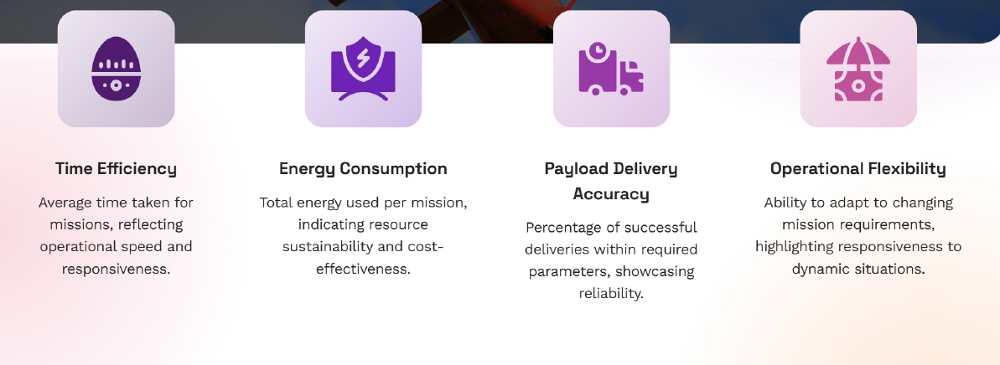 Time Efficiency
Average time taken for
missions, reflecting
operational speed and
responsiveness.
Energy Consumption
Total energy used per mission,
indicating resource
sustainability and cost-
effectiveness.
Payload Delivery
Accuracy
Percentage of successful
deliveries within required
parameters, showcasing
reliability.
Operational Flexibility
Ability to adapt to changing
mission requirements,
highlighting responsiveness to
dynamic situations.